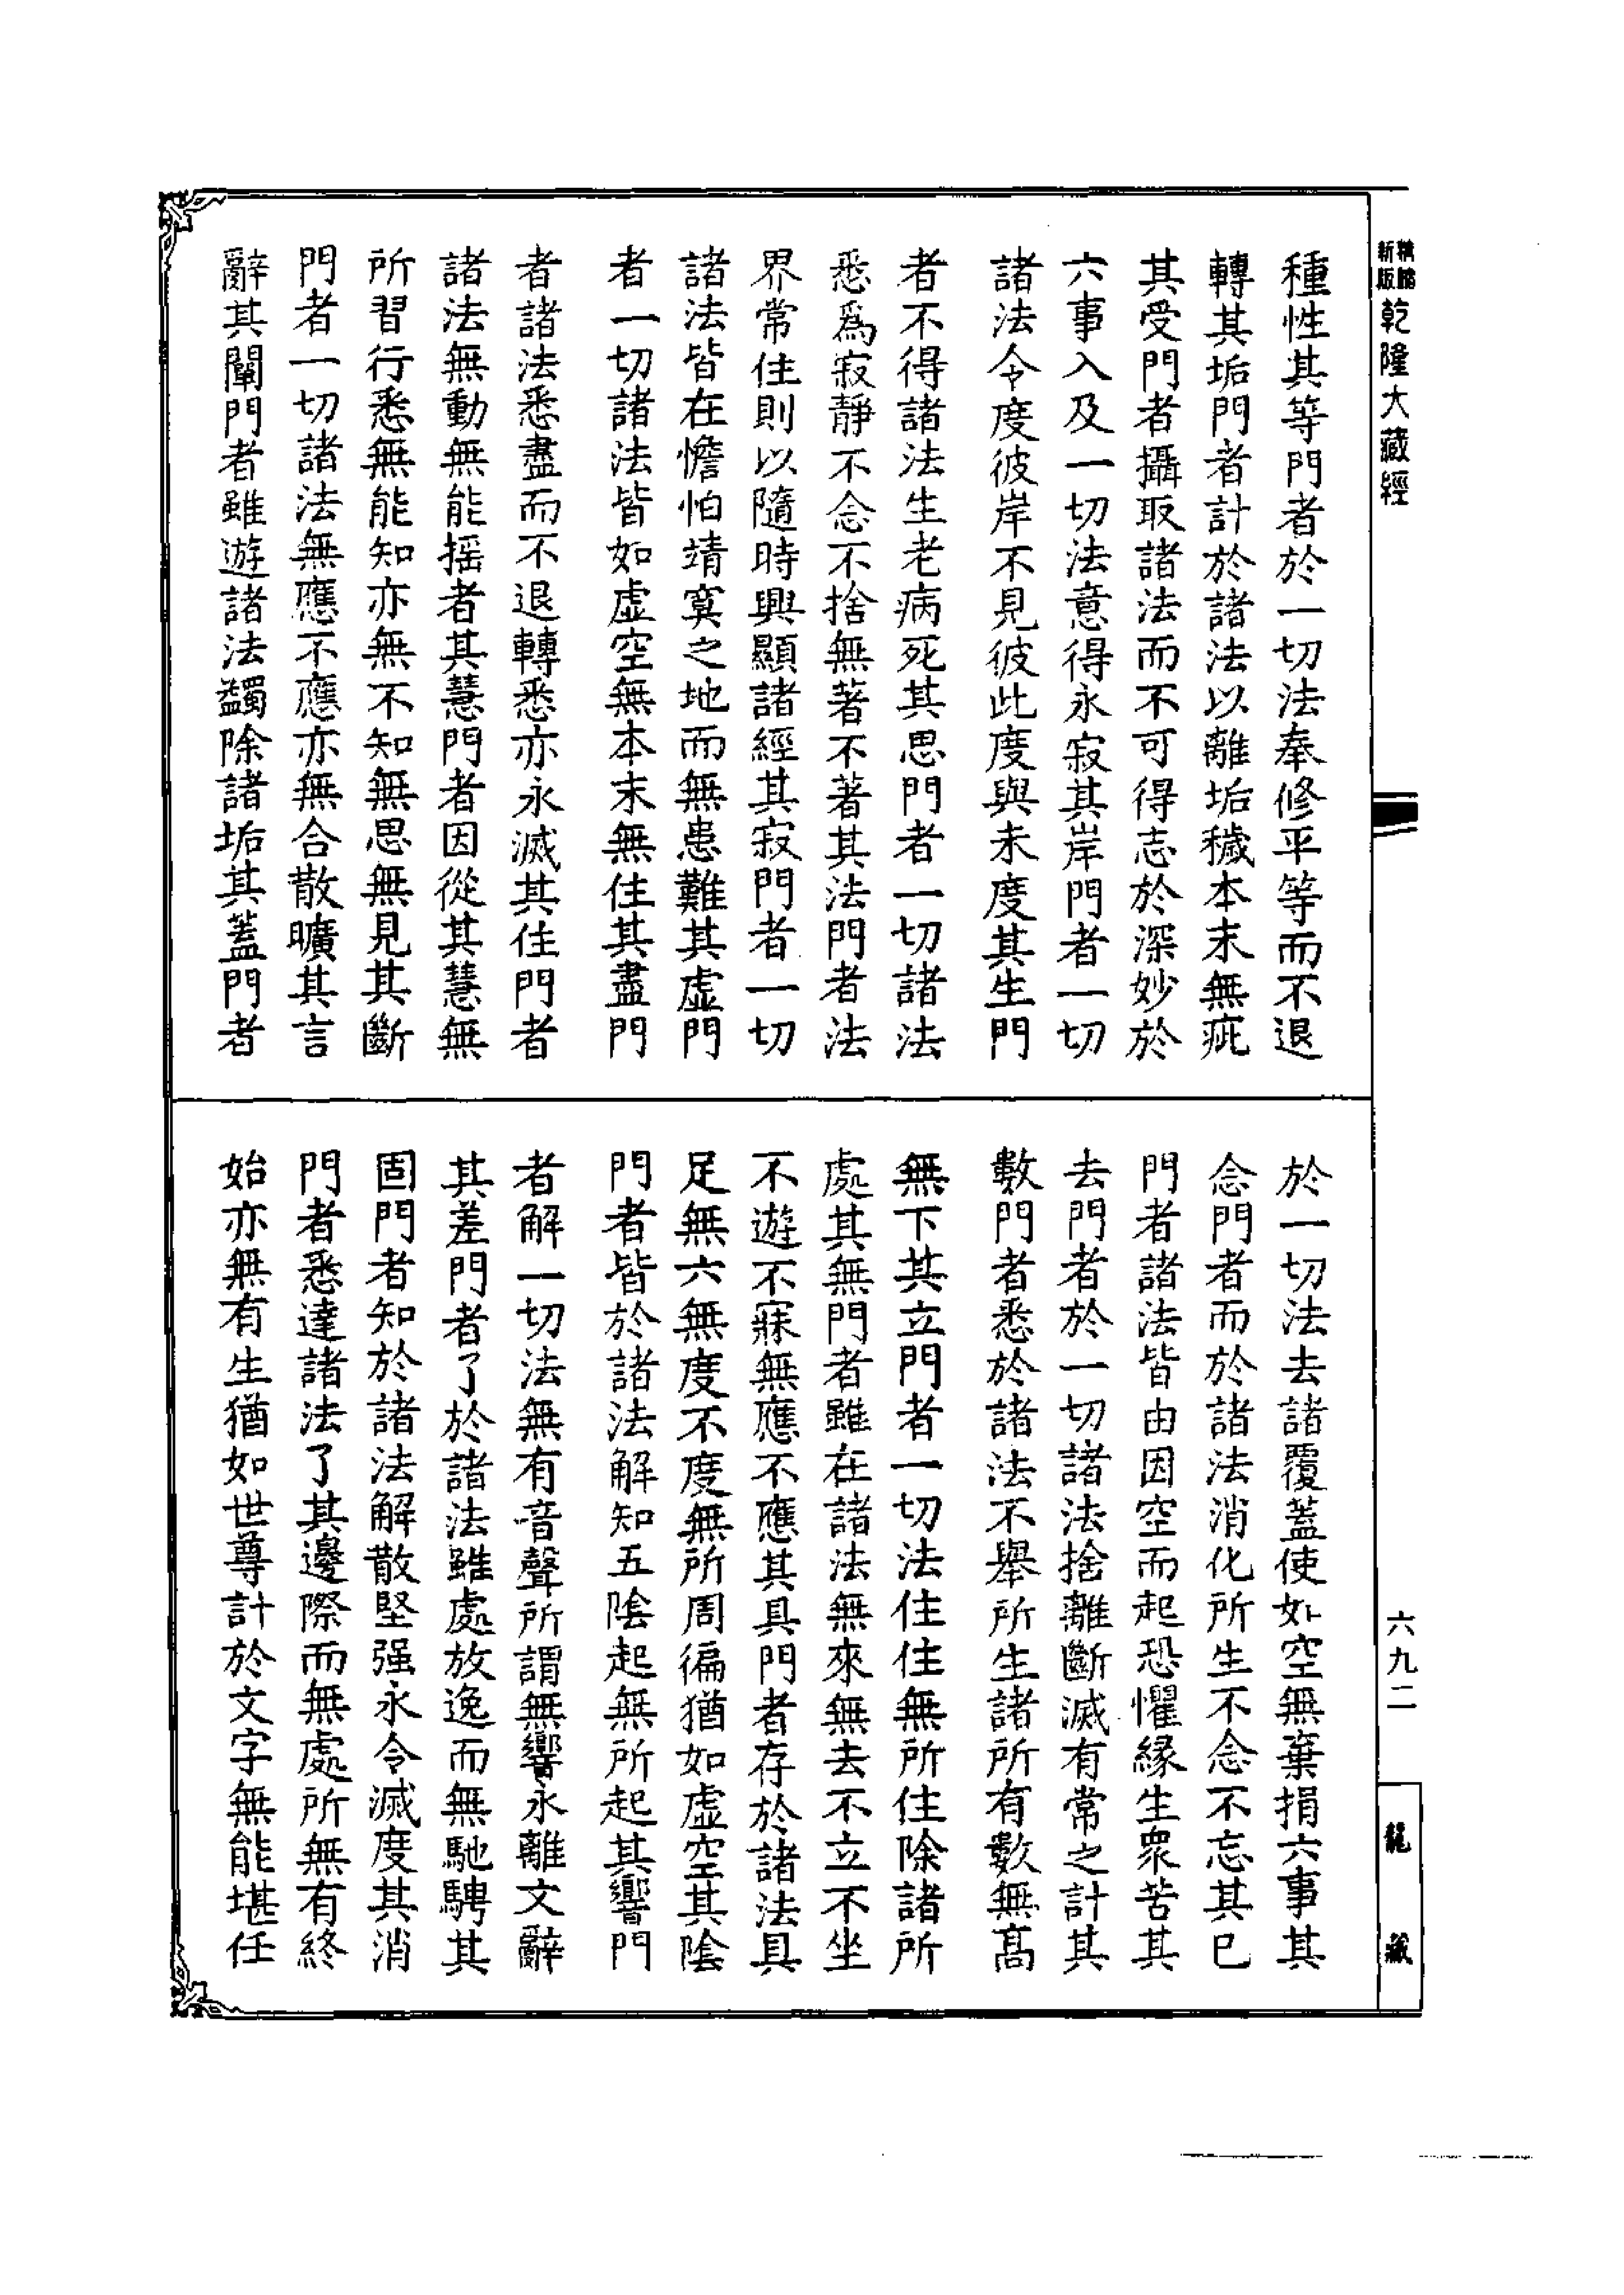 精縮
新版
乾隆大藏經
六九二
龍藏
種性其等門者於一切法奉修平等而不退
轉其垢門者計於諸法以離垢穢本末無疵
其受門者攝取諸法而不可得志於深妙於
六事入及一切法意得永寂其岸門者一切
諸法令度彼岸不見彼此度與未度其生門
者不得諸法生老病死其思門者一切諸法
悉爲寂靜不念不捨無著不著其法門者法
界常住則以隨時興顯諸經其寂門者一切
諸法皆在憺怕靖寞之地而無患難其虛門
者一切諸法皆如虛空無本末無住其盡門
者諸法悉盡而不退轉悉亦永滅其住門者
諸法無動無能搖者其慧門者因從其慧無
所習行悉無能知亦無不知無思無見其斷
門者一切諸法無應不應亦無合散曠其言
辭其闡門者雖遊諸法蠲除諸垢其蓋門者
於一切法去諸覆蓋使如空無棄捐六事其
念門者而於諸法消化所生不念不忘其已
門者諸法皆由因空而起恐懼緣生衆苦其
去門者於一切諸法捨離斷滅有常之計其
數門者悉於諸法不舉所生諸所有數無高
無下其立門者一切法住住無所住除諸所
處其無門者雖在諸法無來無去不立不坐
不遊不寐無應不應其具門者存於諸法具
足無六無度不度無所周徧猶如虛空其陰
門者皆於諸法解知五陰起無所起其響門
者解一切法無有音聲所謂無響永離文辭
其差門者了於諸法雖處放逸而無馳騁其
固門者知於諸法解散堅强永令滅度其消
門者悉達諸法了其邊際而無處所無有終
始亦無有生猶如世尊計於文字無能堪任